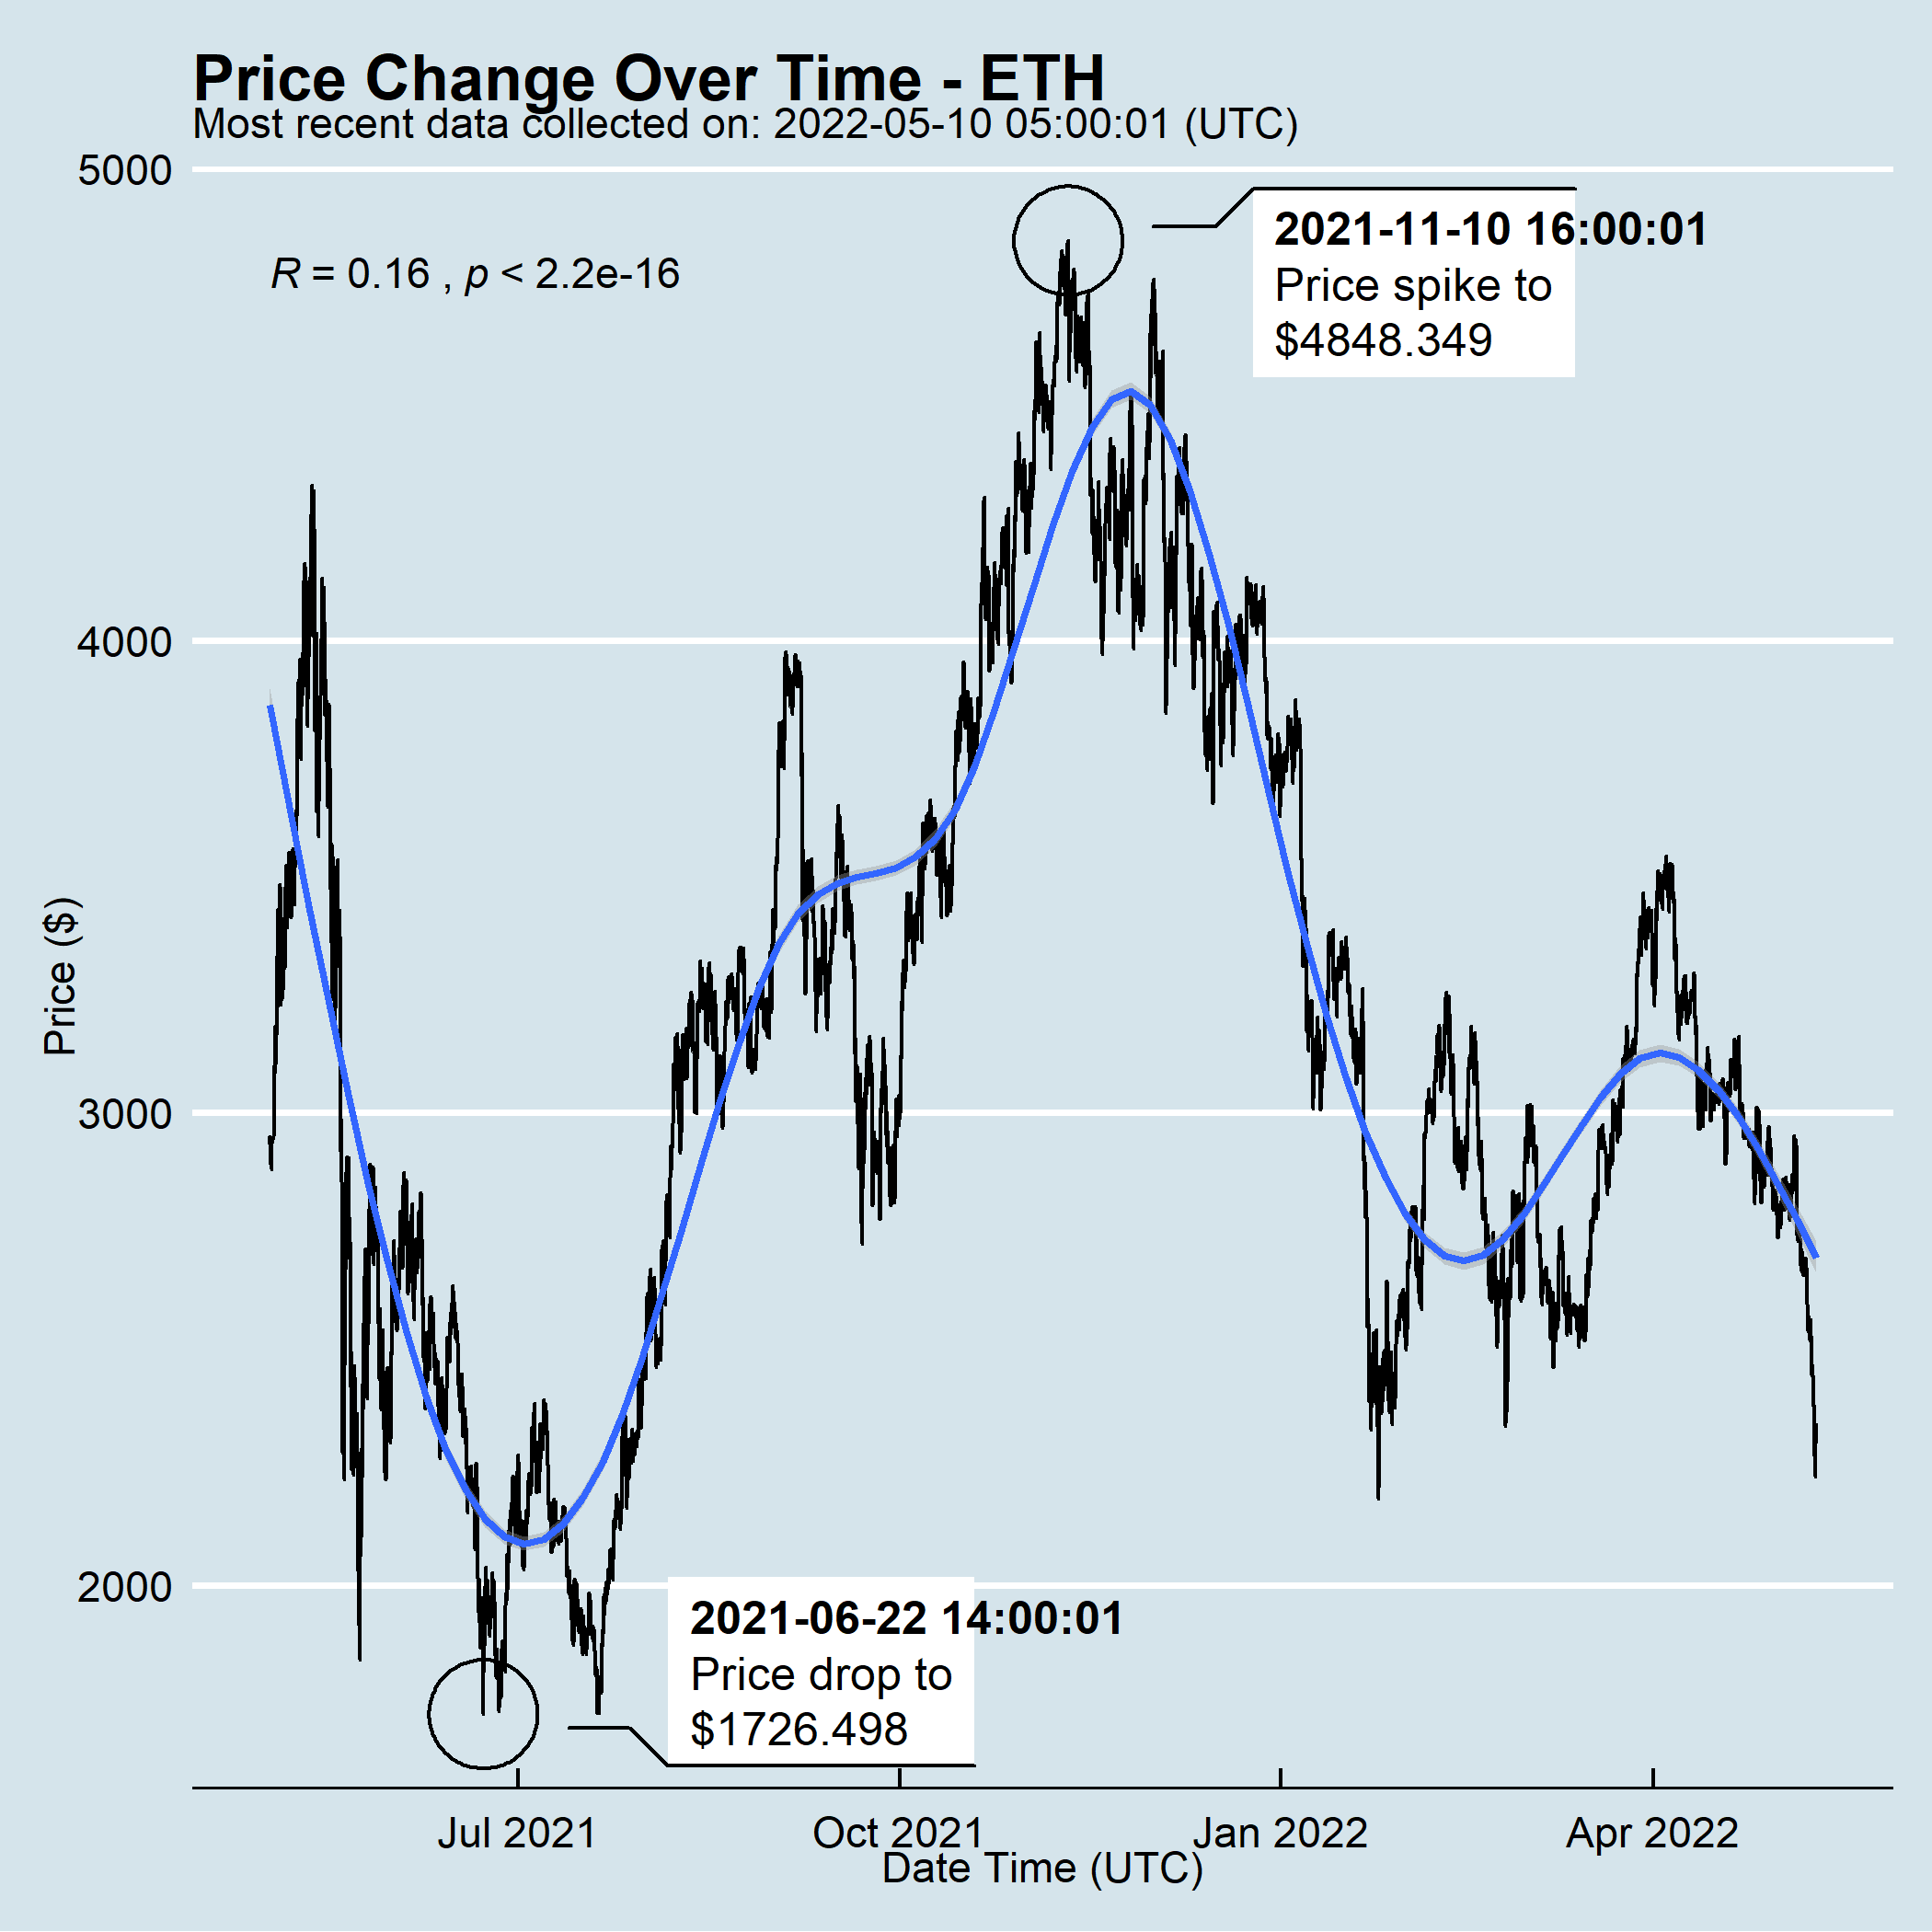 Price Change Over Time - ETH
Most recent data collected on: 2022-05-10 05:00:01 (UTC)
5000
2021-11-10 16:00:01
Price spike to
$4848.349
R = 0.16 , p < 2.2e-16
4000
Price ($)
3000
2000
2021-06-22 14:00:01
Price drop to
$1726.498
Jul 2021 Oct 2021 Jan 2022 Apr 2022
Date Time (UTC)